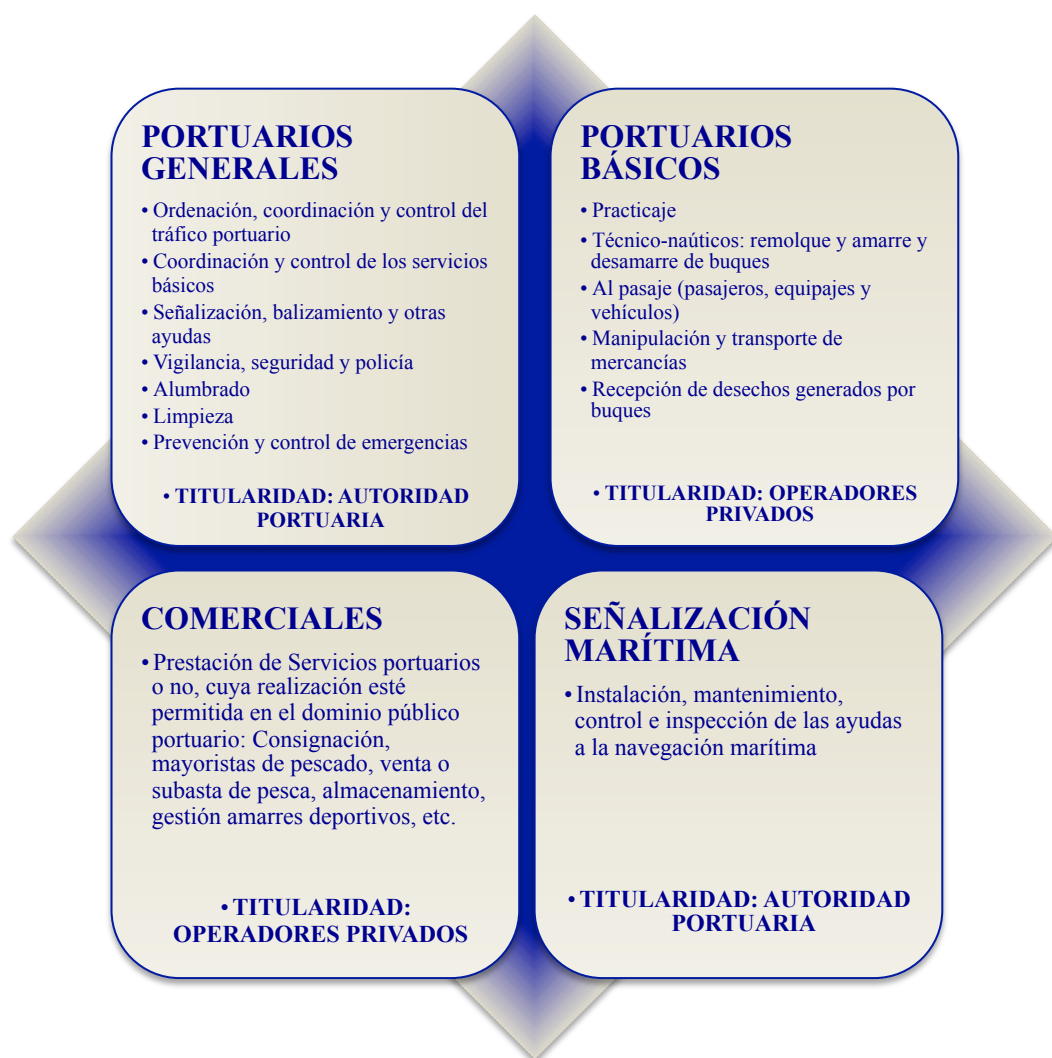 PORTUARIOS
GENERALES
• Ordenación, coordinación y control del
tráfico portuario
• Coordinación y control de los servicios
básicos
• Señalización, balizamiento y otras
ayudas
• Vigilancia, seguridad y policía
• Alumbrado
• Limpieza
• Prevención y control de emergencias
• TITULARIDAD: AUTORIDAD
PORTUARIA
PORTUARIOS
BÁSICOS
• Practicaje
• Técnico-naúticos: remolque y amarre y
desamarre de buques
• Al pasaje (pasajeros, equipajes y
vehículos)
• Manipulación y transporte de
mercancías
• Recepción de desechos generados por
buques
• TITULARIDAD: OPERADORES
PRIVADOS
COMERCIALES
• Prestación de Servicios portuarios
o no, cuya realización esté
permitida en el dominio público
portuario: Consignación,
mayoristas de pescado, venta o
subasta de pesca, almacenamiento,
gestión amarres deportivos, etc.
• TITULARIDAD:
OPERADORES PRIVADOS
SEÑALIZACIÓN
MARÍTIMA
• Instalación, mantenimiento,
control e inspección de las ayudas
a la navegación marítima
• TITULARIDAD: AUTORIDAD
PORTUARIA